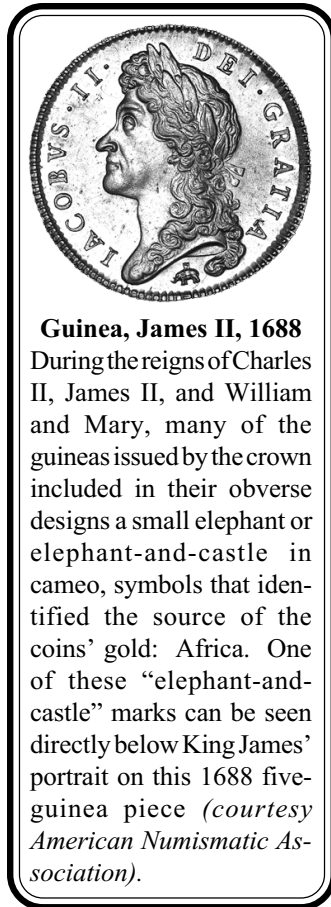 IACOBVS · II · DEI · GRATIA
Guinea, James II, 1688
During the reigns of Charles
II, James II, and William
and Mary, many of the
guineas issued by the crown
included in their obverse
designs a small elephant or
elephant-and-castle in
cameo, symbols that iden-
tified the source of the
coins’ gold: Africa. One
of these “elephant-and-
castle” marks can be seen
directly below King James’
portrait on this 1688 five-
guinea piece (courtesy
American Numismatic As-
sociation).